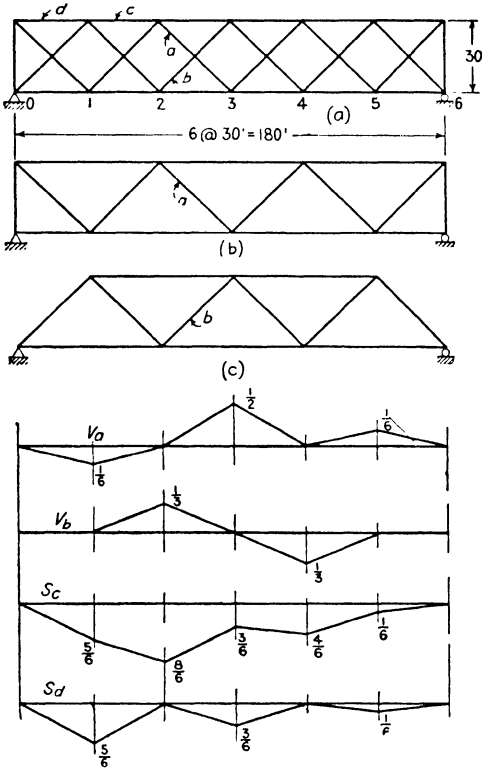 d c
a
30'
b
0 1 2 3 4 5 6
(a)
6 @ 30' = 180'
a
(b)
b
(c)
Va
1/6
1/2
1/6
Vb
1/3
1/3
Sc
5/6
8/6
3/6
4/6
1/6
Sd
5/6
3/6
1/6